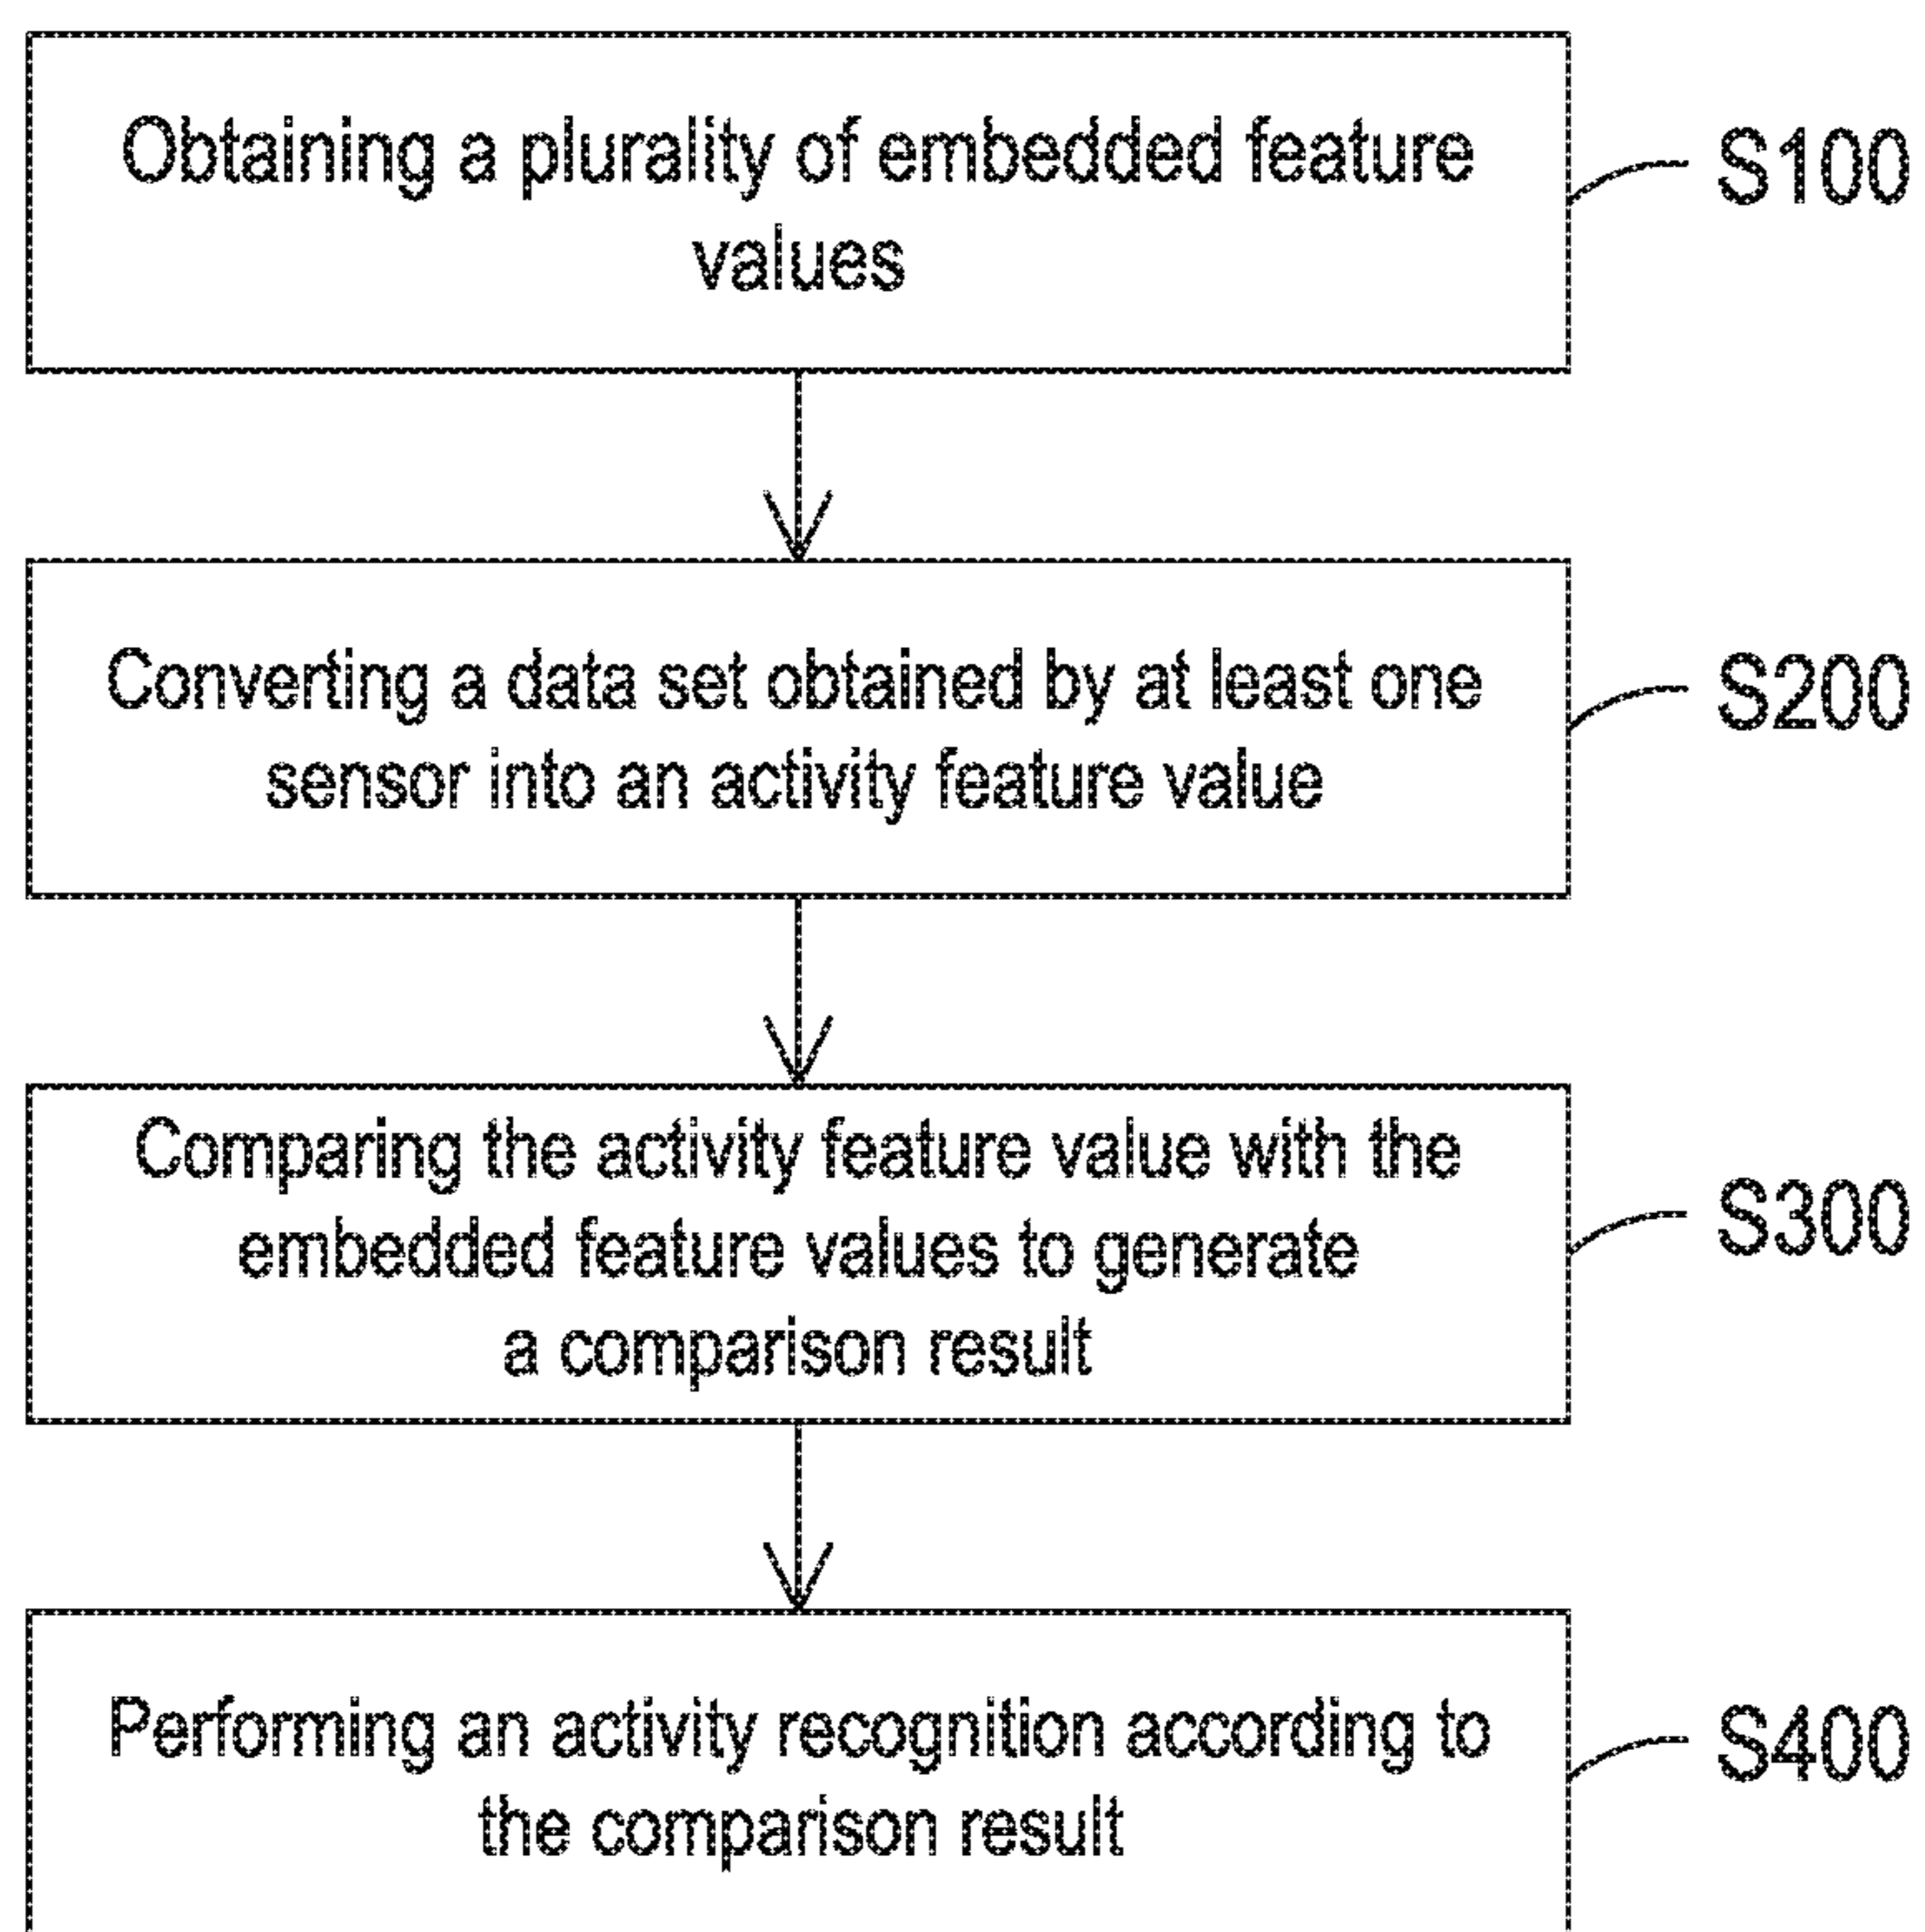 Obtaining a plurality of embedded feature
values
S100
Converting a data set obtained by at least one
sensor into an activity feature value
S200
Comparing the activity feature value with the
embedded feature values to generate
a comparison result
S300
Performing an activity recognition according to
the comparison result
S400